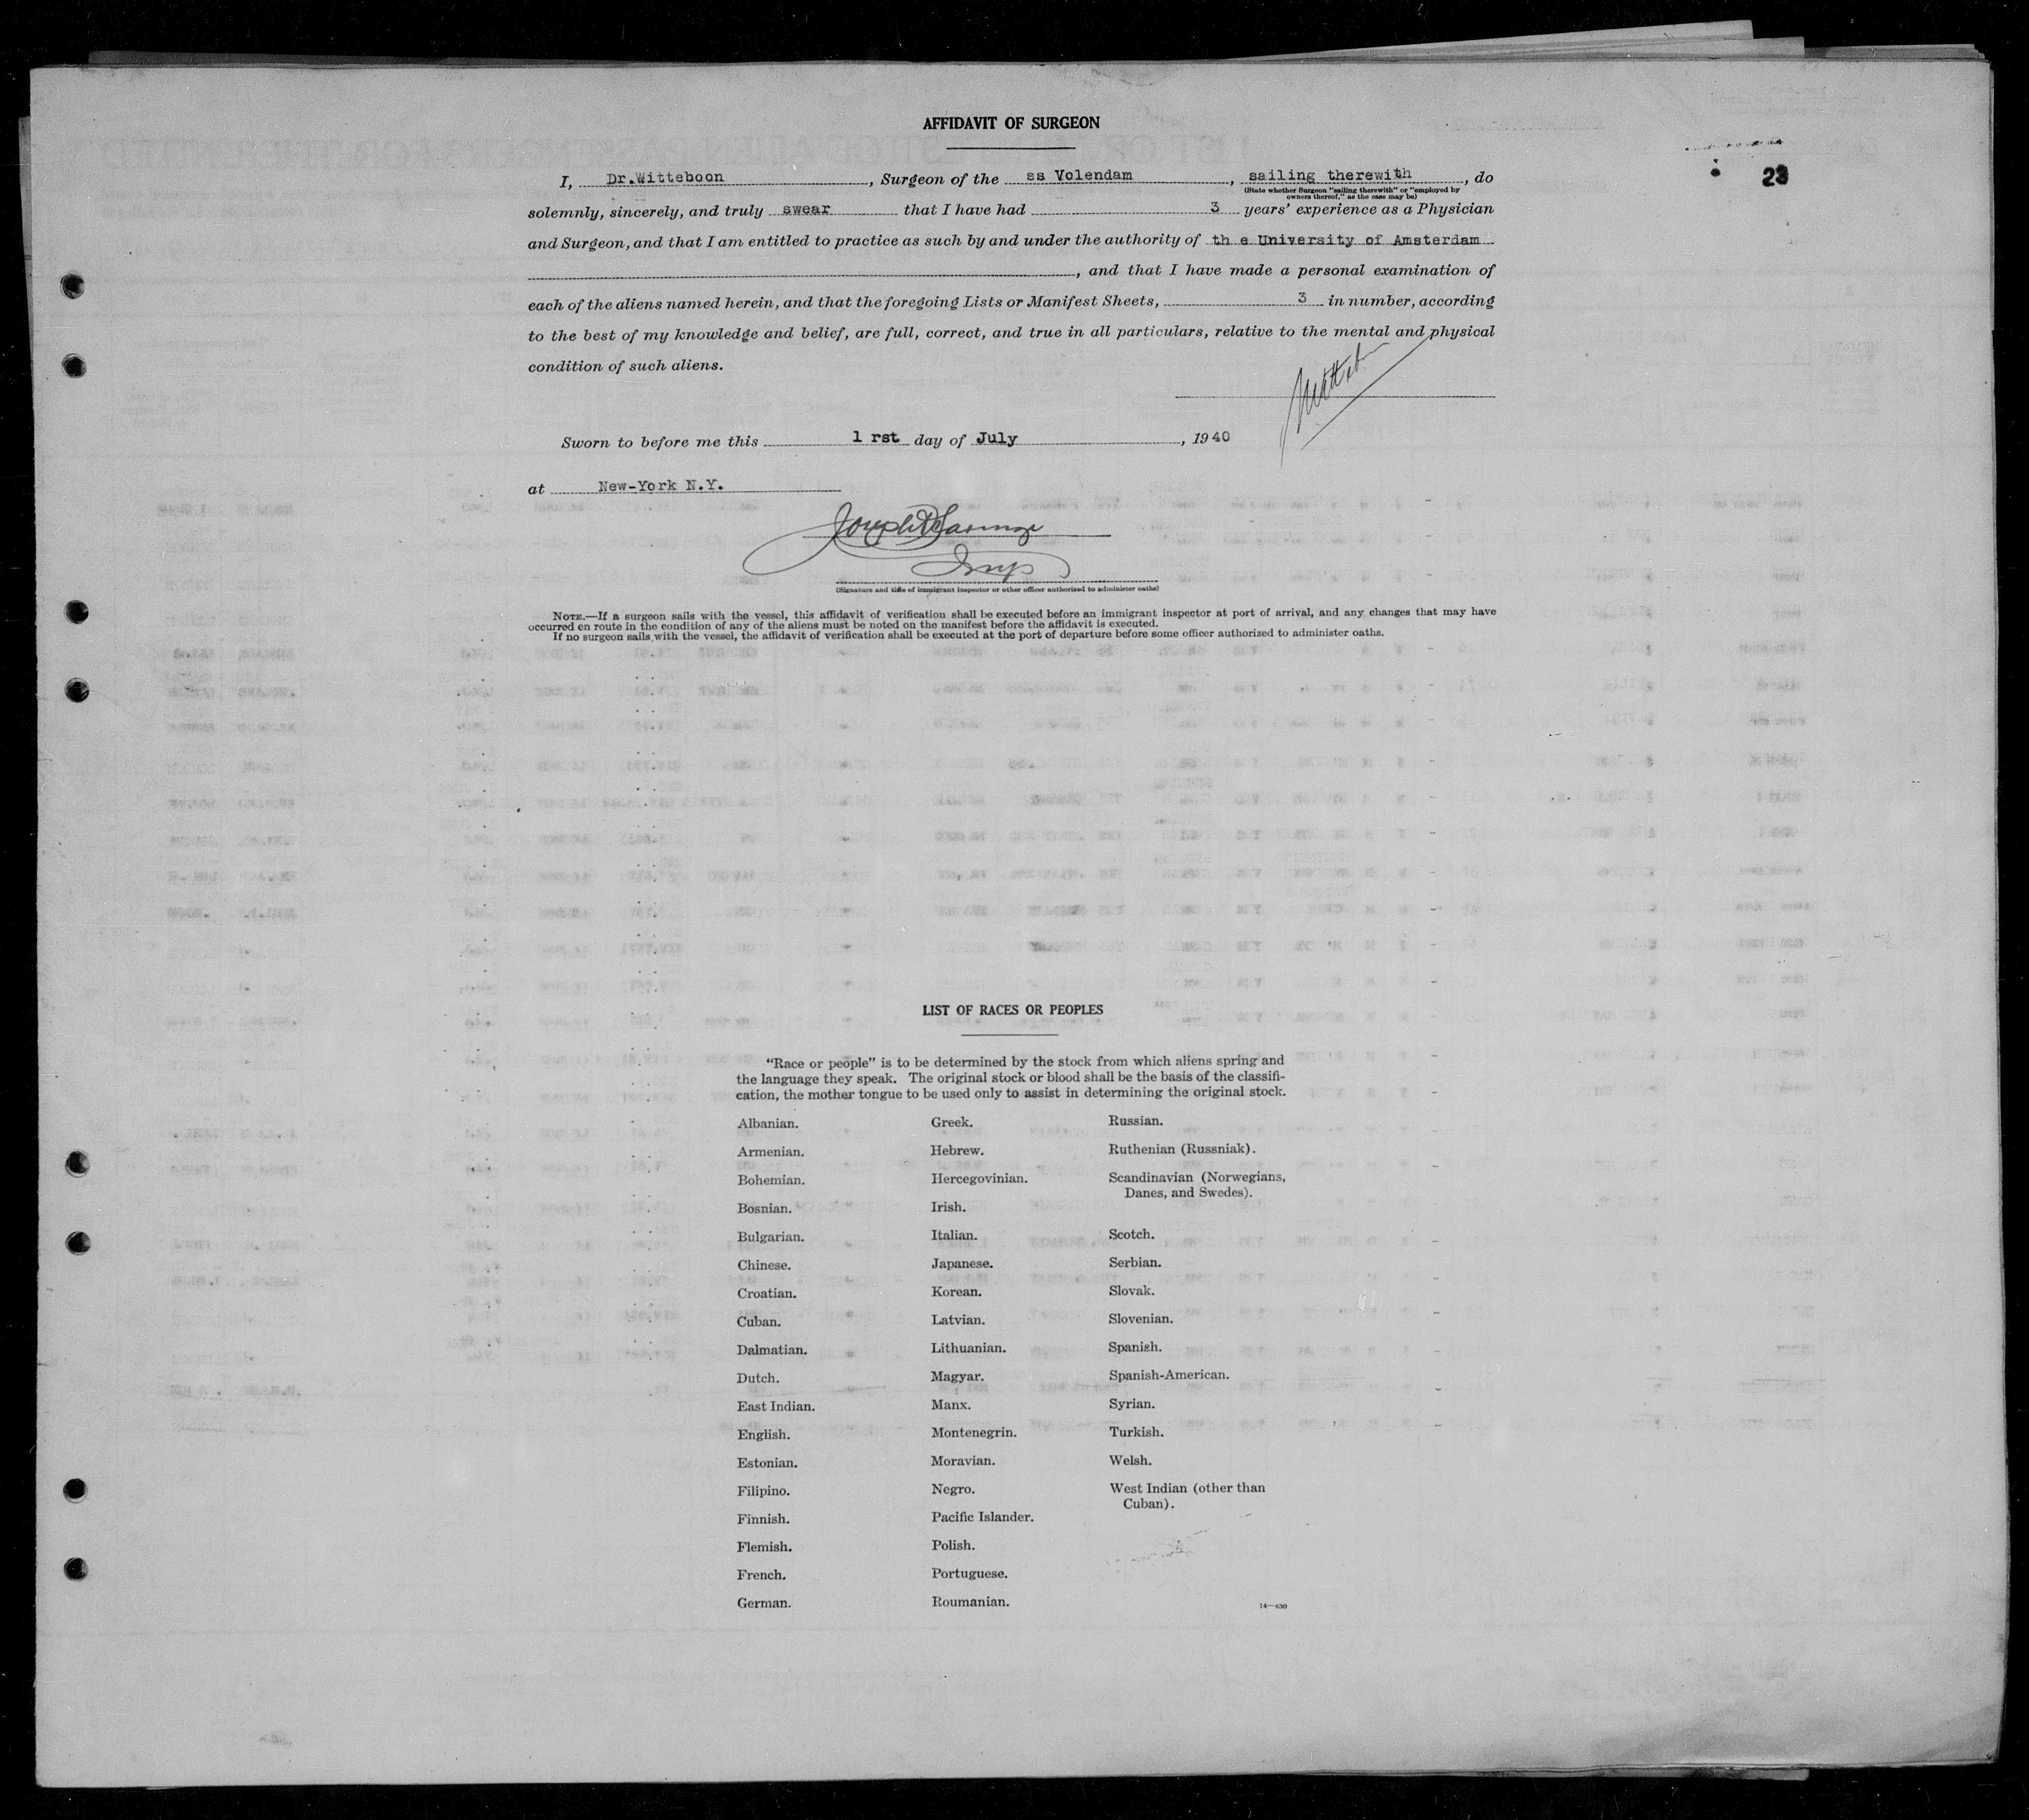 AFFIDAVIT OF SURGEON
23
I, Dr.Witteboon, Surgeon of the ss Volendam, sailing therewith, do
(State whether Surgeon "sailing therewith" or "employed by
owners thereof," as the case may be)
solemnly, sincerely, and truly swear that I have had 3 years' experience as a Physician
and Surgeon, and that I am entitled to practice as such by and under the authority of th e University of Amsterdam
, and that I have made a personal examination of
each of the aliens named herein, and that the foregoing Lists or Manifest Sheets, 3 in number, according
to the best of my knowledge and belief, are full, correct, and true in all particulars, relative to the mental and physical
condition of such aliens.
Sworn to before me this 1 rst day of July, 1940
at New-York N.Y.
Insp
(Signature and title of immigrant inspector or other officer authorized to administer oaths)
NOTE.—If a surgeon sails with the vessel, this affidavit of verification shall be executed before an immigrant inspector at port of arrival, and any changes that may have
occurred en route in the condition of any of the aliens must be noted on the manifest before the affidavit is executed.
If no surgeon sails with the vessel, the affidavit of verification shall be executed at the port of departure before some officer authorized to administer oaths.
LIST OF RACES OR PEOPLES
"Race or people" is to be determined by the stock from which aliens spring and
the language they speak. The original stock or blood shall be the basis of the classifi-
cation, the mother tongue to be used only to assist in determining the original stock.
Albanian.
Armenian.
Bohemian.
Bosnian.
Bulgarian.
Chinese.
Croatian.
Cuban.
Dalmatian.
Dutch.
East Indian.
English.
Estonian.
Filipino.
Finnish.
Flemish.
French.
German.
Greek.
Hebrew.
Hercegovinian.
Irish.
Italian.
Japanese.
Korean.
Latvian.
Lithuanian.
Magyar.
Manx.
Montenegrin.
Moravian.
Negro.
Pacific Islander.
Polish.
Portuguese.
Roumanian.
Russian.
Ruthenian (Russniak).
Scandinavian (Norwegians,
Danes, and Swedes).
Scotch.
Serbian.
Slovak.
Slovenian.
Spanish.
Spanish-American.
Syrian.
Turkish.
Welsh.
West Indian (other than
Cuban).
14—430